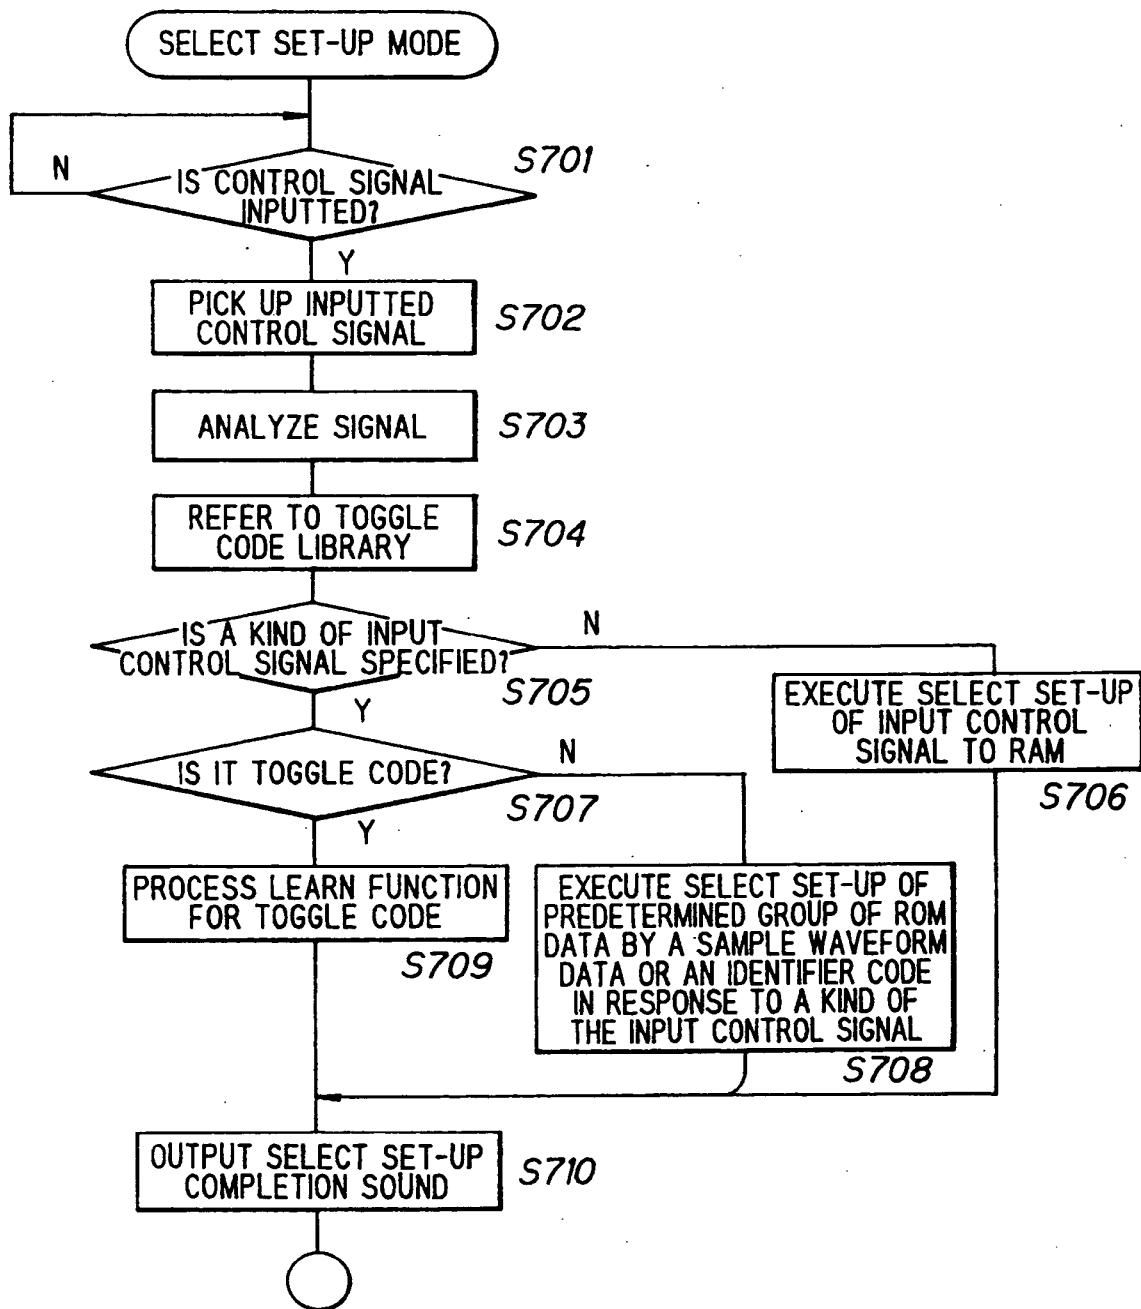 SELECT SET-UP MODE
N
S701
IS CONTROL SIGNAL
INPUTTED?
Y
PICK UP INPUTTED
CONTROL SIGNAL
S702
ANALYZE SIGNAL
S703
REFER TO TOGGLE
CODE LIBRARY
S704
IS A KIND OF INPUT
CONTROL SIGNAL SPECIFIED?
N
S705
Y
EXECUTE SELECT SET-UP
OF INPUT CONTROL
SIGNAL TO RAM
S706
IS IT TOGGLE CODE?
N
S707
Y
PROCESS LEARN FUNCTION
FOR TOGGLE CODE
S709
EXECUTE SELECT SET-UP OF
PREDETERMINED GROUP OF ROM
DATA BY A SAMPLE WAVEFORM
DATA OR AN IDENTIFIER CODE
IN RESPONSE TO A KIND OF
THE INPUT CONTROL SIGNAL
S708
OUTPUT SELECT SET-UP
COMPLETION SOUND
S710